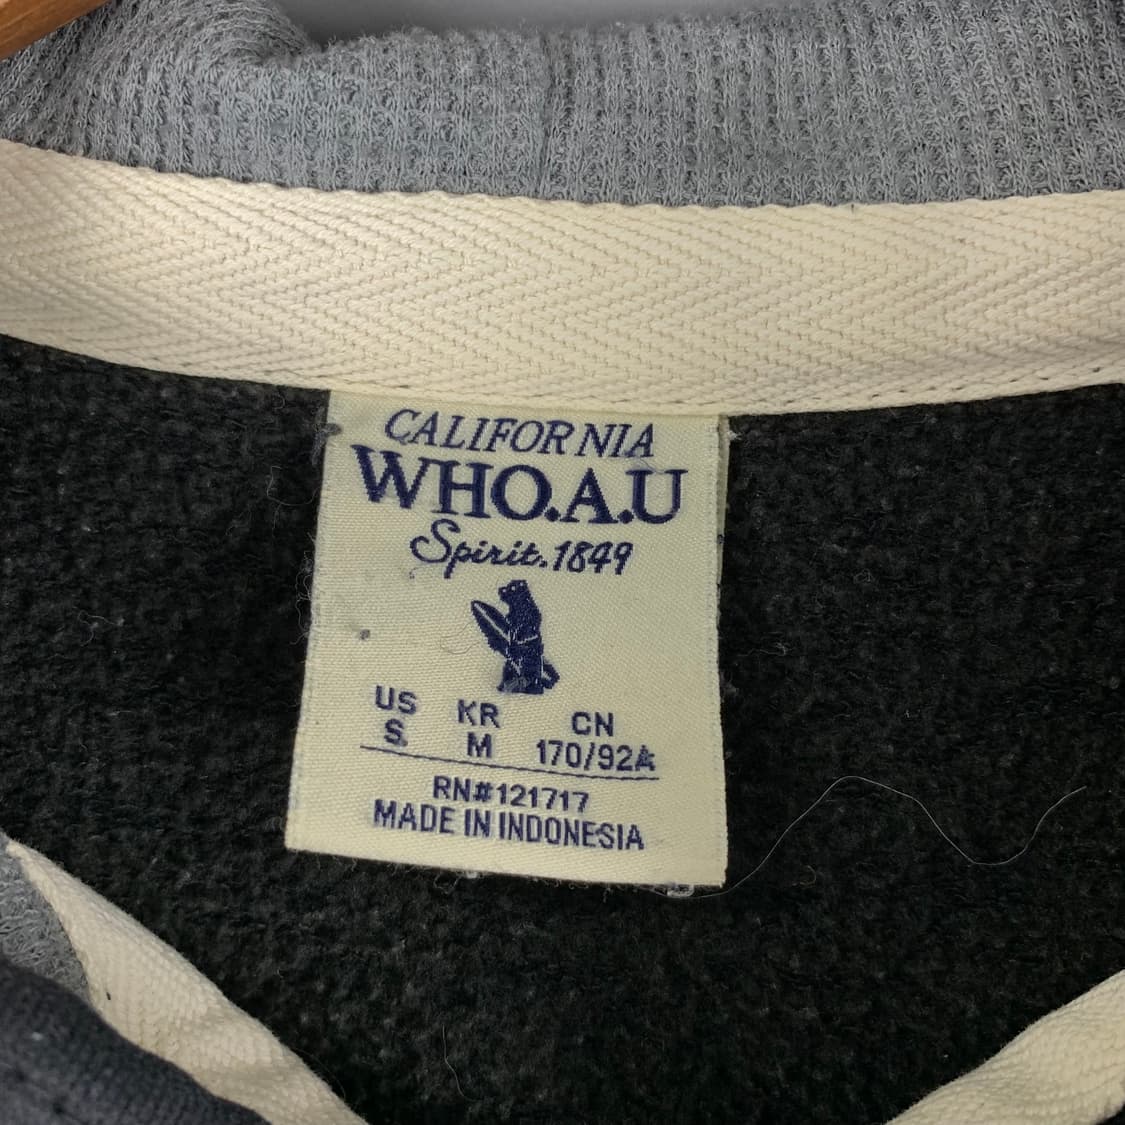 CALIFORNIA
WHO.A.U
Spirit.1849
US KR CN
S. M 170/92A
RN#121717
MADE IN INDONESIA